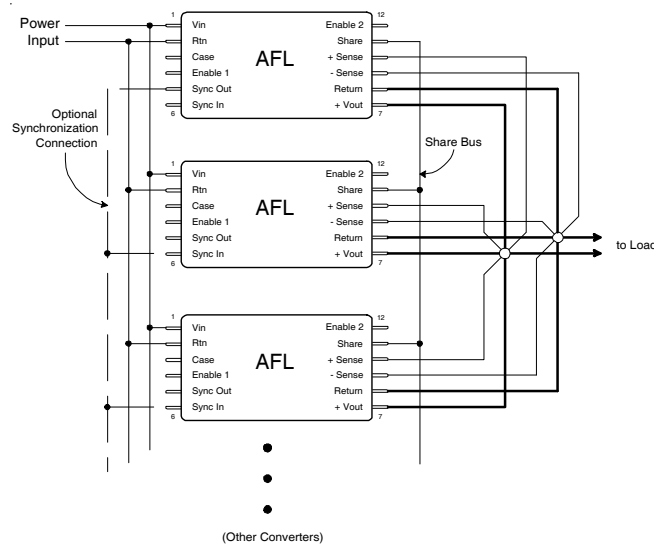 Power
Input
1
12
Vin
Enable 2
Rtn
Share
Case
AFL
+ Sense
Enable 1
- Sense
Sync Out
Return
Sync In
+ Vout
6
7
Optional
Synchronization
Connection
Share Bus
1
12
Vin
Enable 2
Rtn
Share
Case
AFL
+ Sense
Enable 1
- Sense
Sync Out
Return
Sync In
+ Vout
6
7
to Load
1
12
Vin
Enable 2
Rtn
Share
Case
AFL
+ Sense
Enable 1
- Sense
Sync Out
Return
Sync In
+ Vout
6
7
(Other Converters)